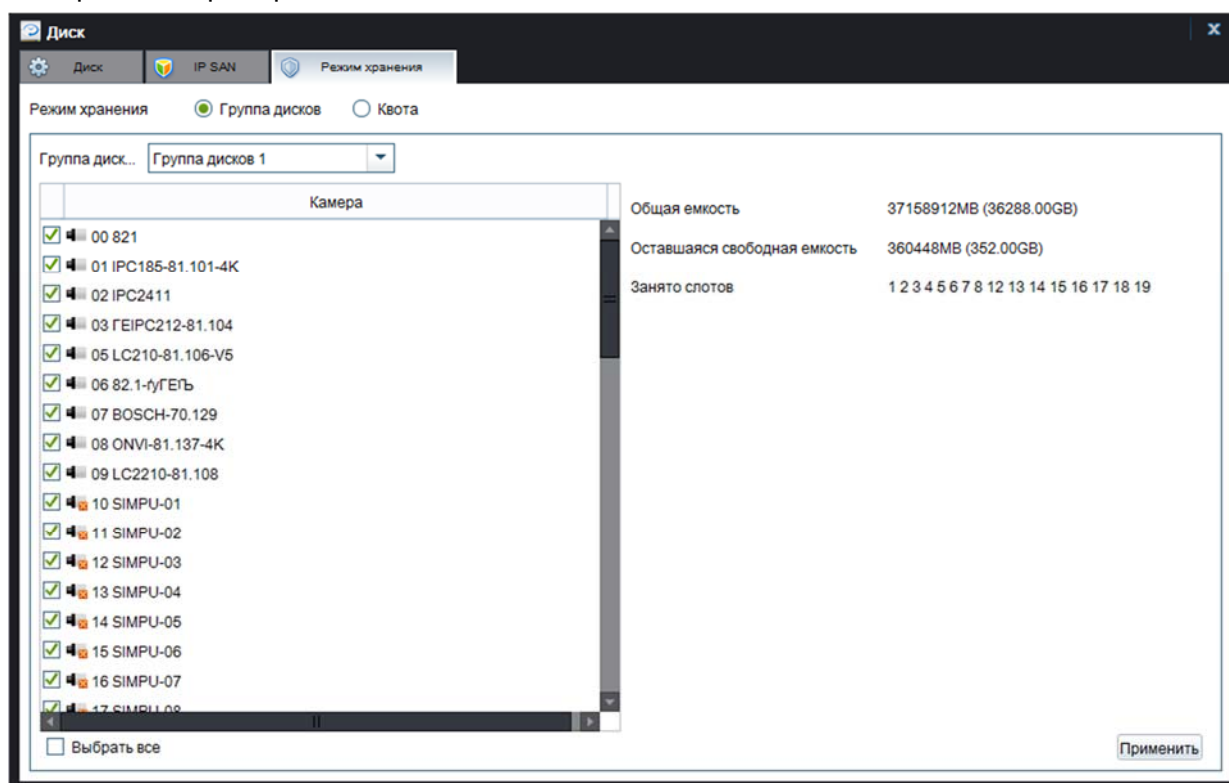 Диск
Диск IP SAN Режим хранения
Режим хранения Группа дисков Квота
Группа диск... Группа дисков 1
Камера
00 821
01 IPC185-81.101-4K
02 IPC2411
03 ГЕIPC212-81.104
05 LC210-81.106-V5
07 BOSCH-70.129
08 ONVI-81.137-4K
09 LC2210-81.108
10 SIMPU-01
11 SIMPU-02
12 SIMPU-03
13 SIMPU-04
14 SIMPU-05
15 SIMPU-06
16 SIMPU-07
17 SIMPU-08
Выбрать все
Общая емкость 37158912MB (36288.00GB)
Оставшаяся свободная емкость 360448MB (352.00GB)
Занято слотов 1 2 3 4 5 6 7 8 12 13 14 15 16 17 18 19
Применить